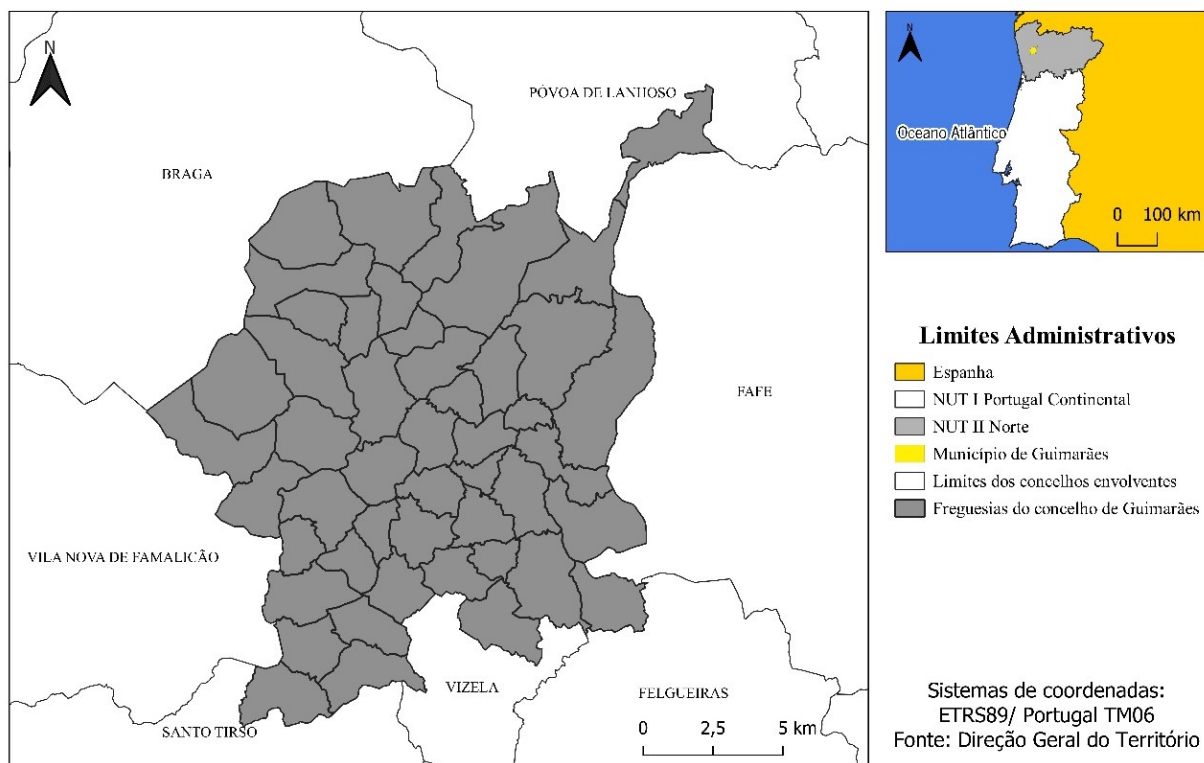 N
PÓVOA DE LANHOSO
BRAGA
FAFE
VILA NOVA DE FAMALICÃO
VIZELA
FELGUEIRAS
SANTO TIRSO
0 2,5 5 km
N
Oceano Atlântico
0 100 km
Limites Administrativos
Espanha
NUT I Portugal Continental
NUT II Norte
Município de Guimarães
Limites dos concelhos envolventes
Freguesias do concelho de Guimarães
Sistemas de coordenadas:
ETRS89/ Portugal TM06
Fonte: Direção Geral do Território